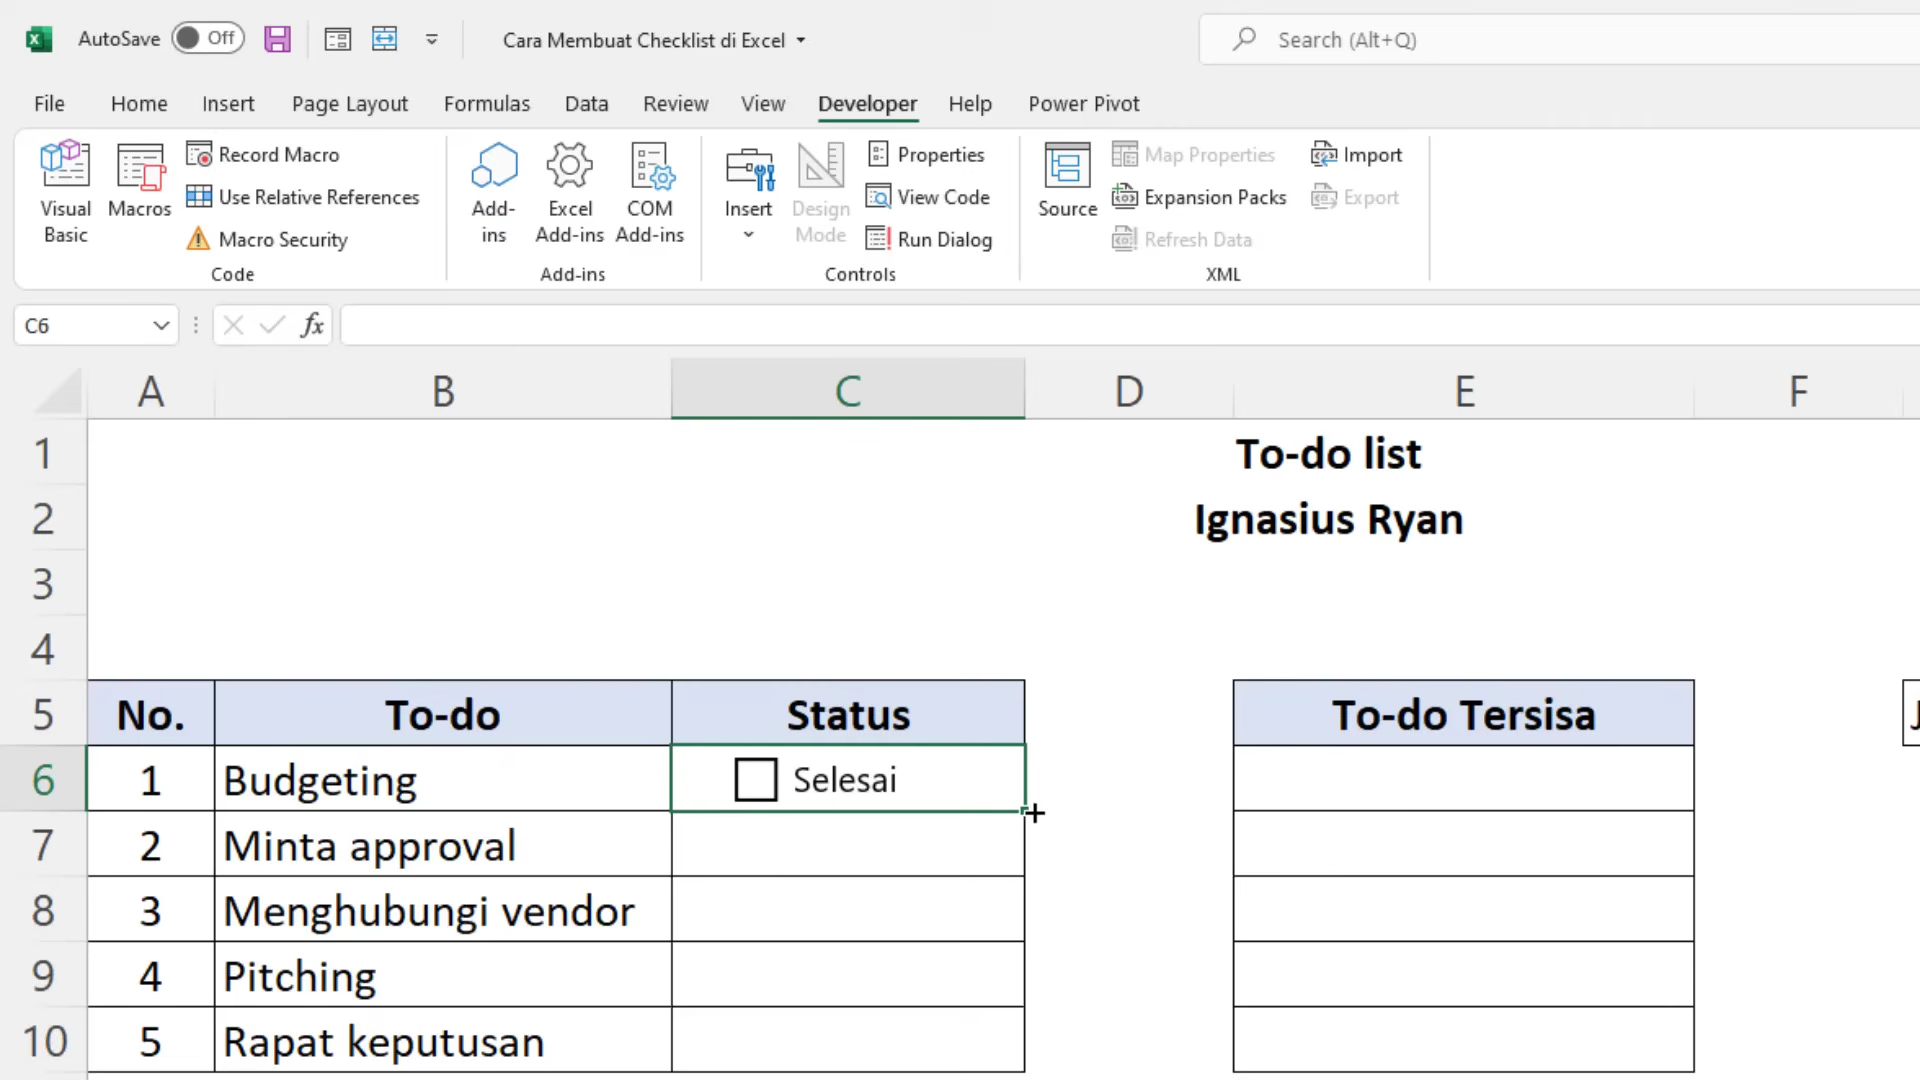 AutoSave Off Cara Membuat Checklist di Excel Search (Alt+Q)
File Home Insert Page Layout Formulas Data Review View Developer Help Power Pivot
Visual Basic
Macros
Record Macro
Use Relative References
Macro Security
Code
Add-ins
Excel Add-ins
COM Add-ins
Add-ins
Insert
Design Mode
Properties
View Code
Run Dialog
Controls
Source
Map Properties
Expansion Packs
Refresh Data
Import
Export
XML
C6 fx
A B C D E F
1 To-do list
2 Ignasius Ryan
3
4
5 No. To-do Status To-do Tersisa
6 1 Budgeting Selesai
7 2 Minta approval
8 3 Menghubungi vendor
9 4 Pitching
10 5 Rapat keputusan